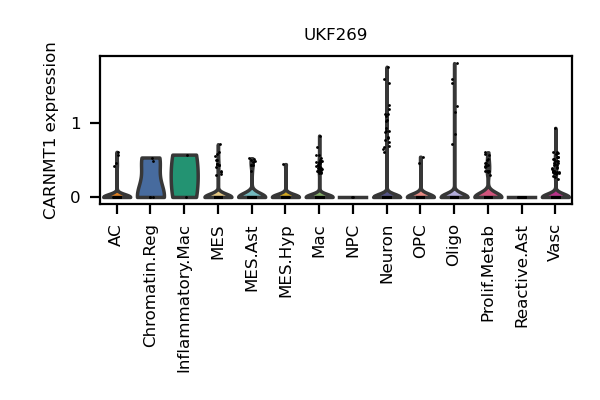 UKF269
CARNMT1 expression
1
0
AC
Chromatin.Reg
Inflammatory.Mac
MES
MES.Ast
MES.Hyp
Mac
NPC
Neuron
OPC
Oligo
Prolif.Metab
Reactive.Ast
Vasc